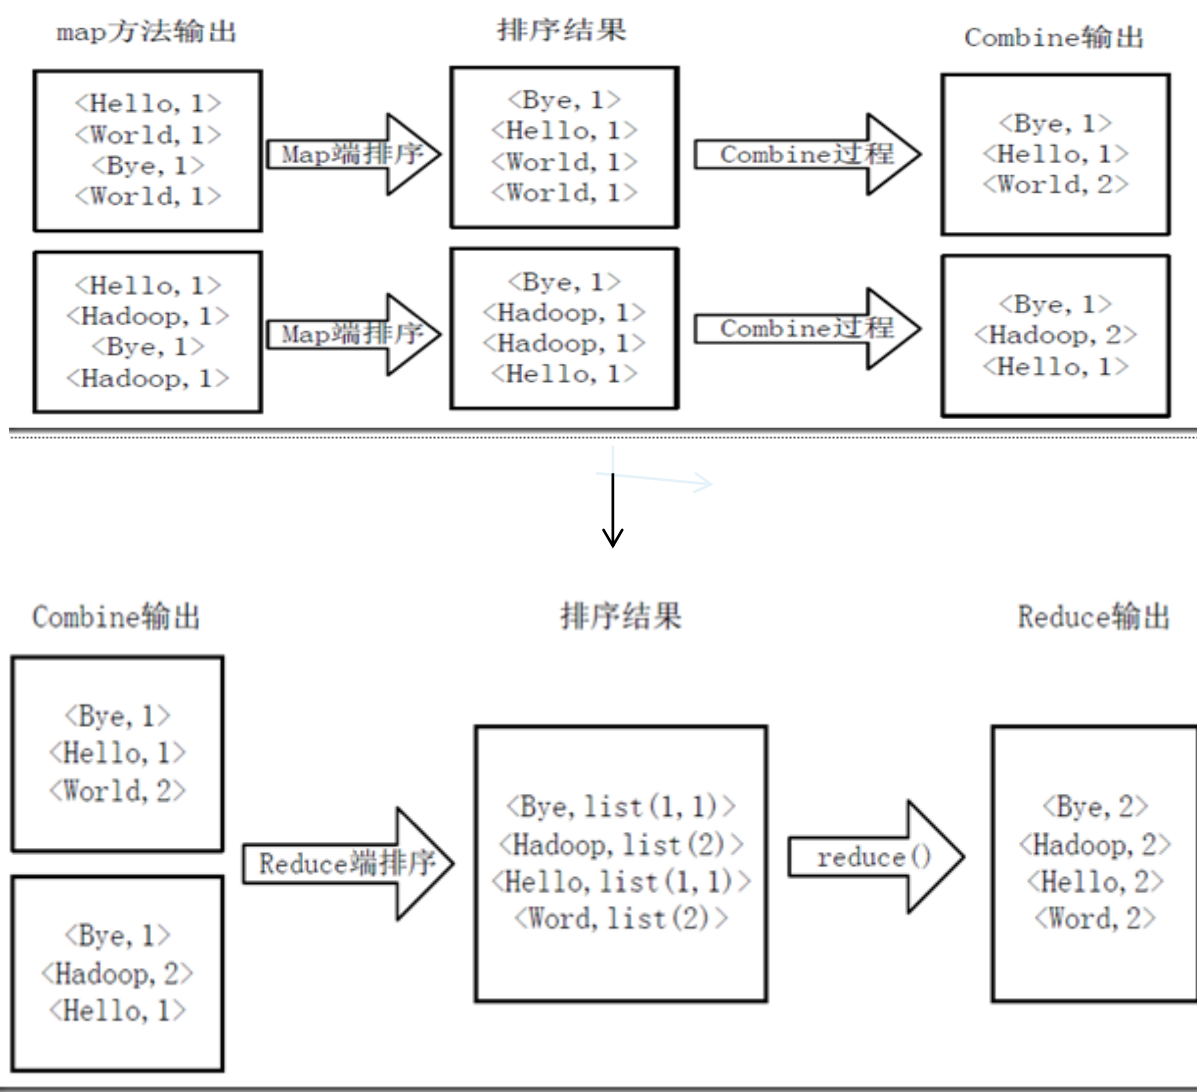 map方法输出
排序结果
Combine输出
<Hello, 1>
<World, 1>
<Bye, 1>
<World, 1>
Map端排序
<Bye, 1>
<Hello, 1>
<World, 1>
<World, 1>
Combine过程
<Bye, 1>
<Hello, 1>
<World, 2>
<Hello, 1>
<Hadoop, 1>
<Bye, 1>
<Hadoop, 1>
Map端排序
<Bye, 1>
<Hadoop, 1>
<Hadoop, 1>
<Hello, 1>
Combine过程
<Bye, 1>
<Hadoop, 2>
<Hello, 1>
Combine输出
排序结果
Reduce输出
<Bye, 1>
<Hello, 1>
<World, 2>
<Bye, 1>
<Hadoop, 2>
<Hello, 1>
Reduce端排序
<Bye, list(1, 1)>
<Hadoop, list(2)>
<Hello, list(1, 1)>
<Word, list(2)>
reduce()
<Bye, 2>
<Hadoop, 2>
<Hello, 2>
<Word, 2>